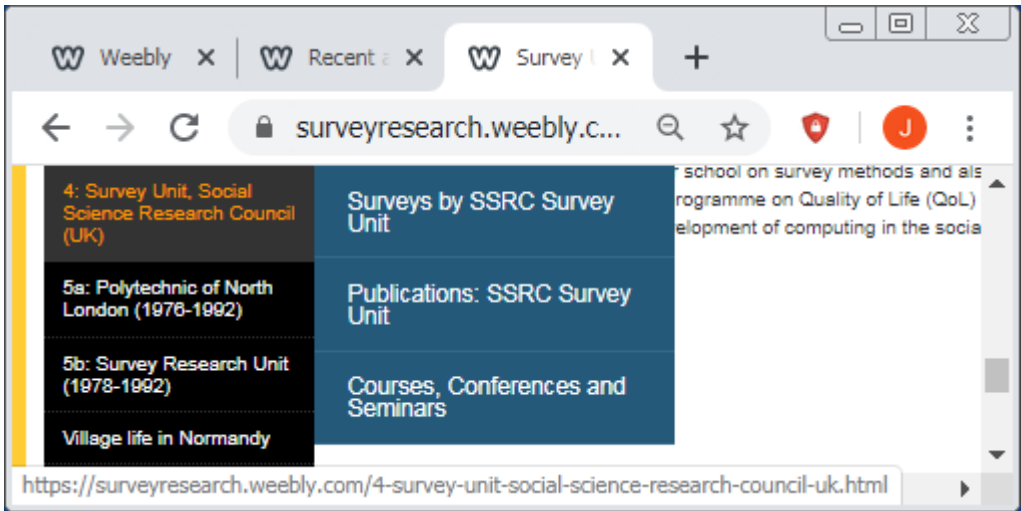 Weebly
Recent a
Survey U
surveyresearch.weebly.c...
J
4: Survey Unit, Social
Science Research Council
(UK)
5a: Polytechnic of North
London (1976-1992)
5b: Survey Research Unit
(1978-1992)
Village life in Normandy
Surveys by SSRC Survey
Unit
Publications: SSRC Survey
Unit
Courses, Conferences and
Seminars
r school on survey methods and als
rogramme on Quality of Life (QoL)
elopment of computing in the socia
https://surveyresearch.weebly.com/4-survey-unit-social-science-research-council-uk.html